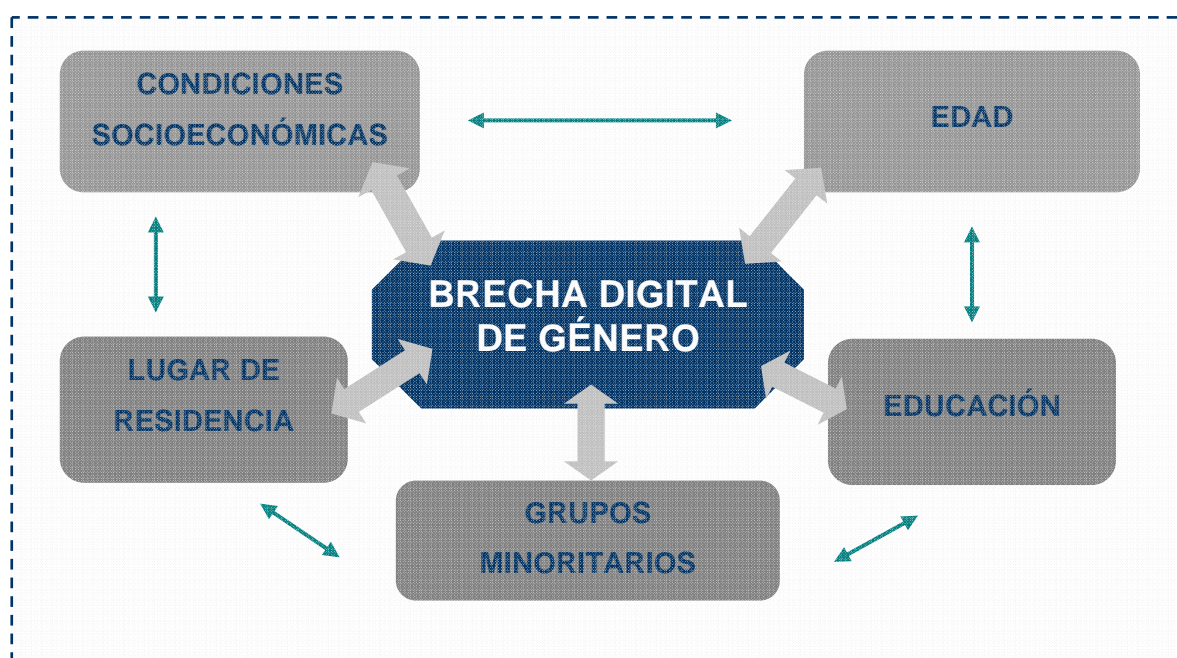 CONDICIONES
SOCIOECONÓMICAS
EDAD
BRECHA DIGITAL
DE GÉNERO
LUGAR DE
RESIDENCIA
EDUCACIÓN
GRUPOS
MINORITARIOS